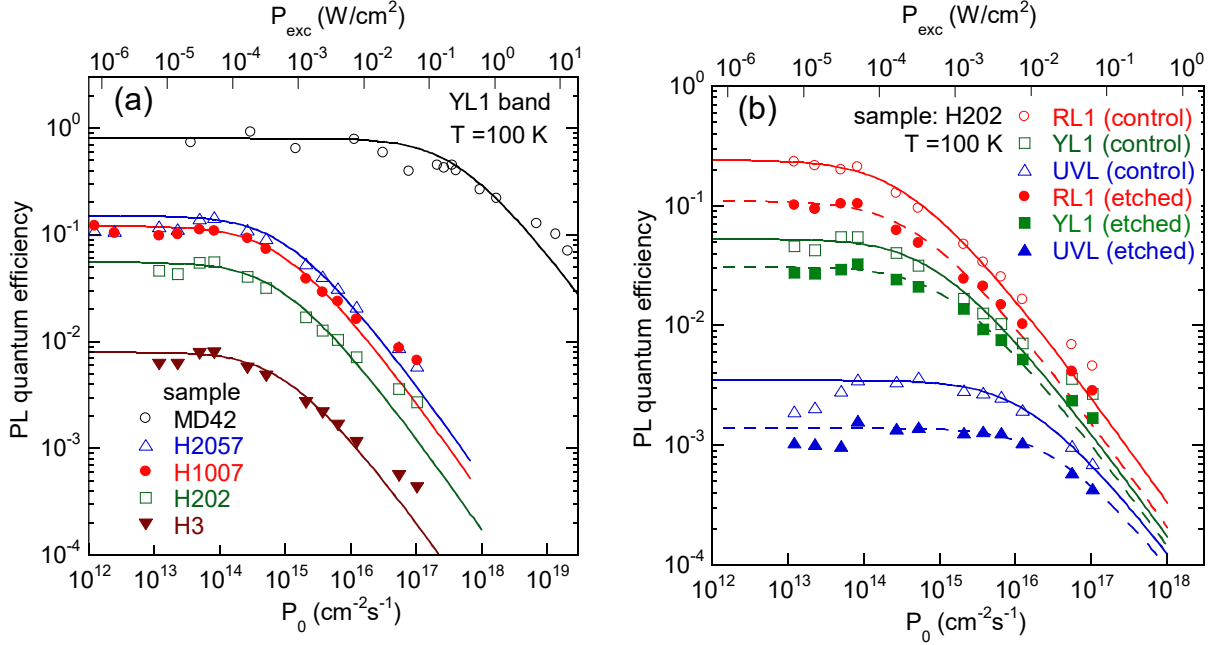 P_exc (W/cm²)
10⁻⁶ 10⁻⁵ 10⁻⁴ 10⁻³ 10⁻² 10⁻¹ 10⁰ 10¹
(a)
YL1 band
T =100 K
PL quantum efficiency
10⁰
10⁻¹
10⁻²
10⁻³
10⁻⁴
sample
MD42
H2057
H1007
H202
H3
10¹² 10¹³ 10¹⁴ 10¹⁵ 10¹⁶ 10¹⁷ 10¹⁸ 10¹⁹
P₀ (cm⁻²s⁻¹)
P_exc (W/cm²)
10⁻⁶ 10⁻⁵ 10⁻⁴ 10⁻³ 10⁻² 10⁻¹ 10⁰
(b)
sample: H202
T =100 K
RL1 (control)
YL1 (control)
UVL (control)
RL1 (etched)
YL1 (etched)
UVL (etched)
PL quantum efficiency
10⁰
10⁻¹
10⁻²
10⁻³
10⁻⁴
10¹² 10¹³ 10¹⁴ 10¹⁵ 10¹⁶ 10¹⁷ 10¹⁸
P₀ (cm⁻²s⁻¹)